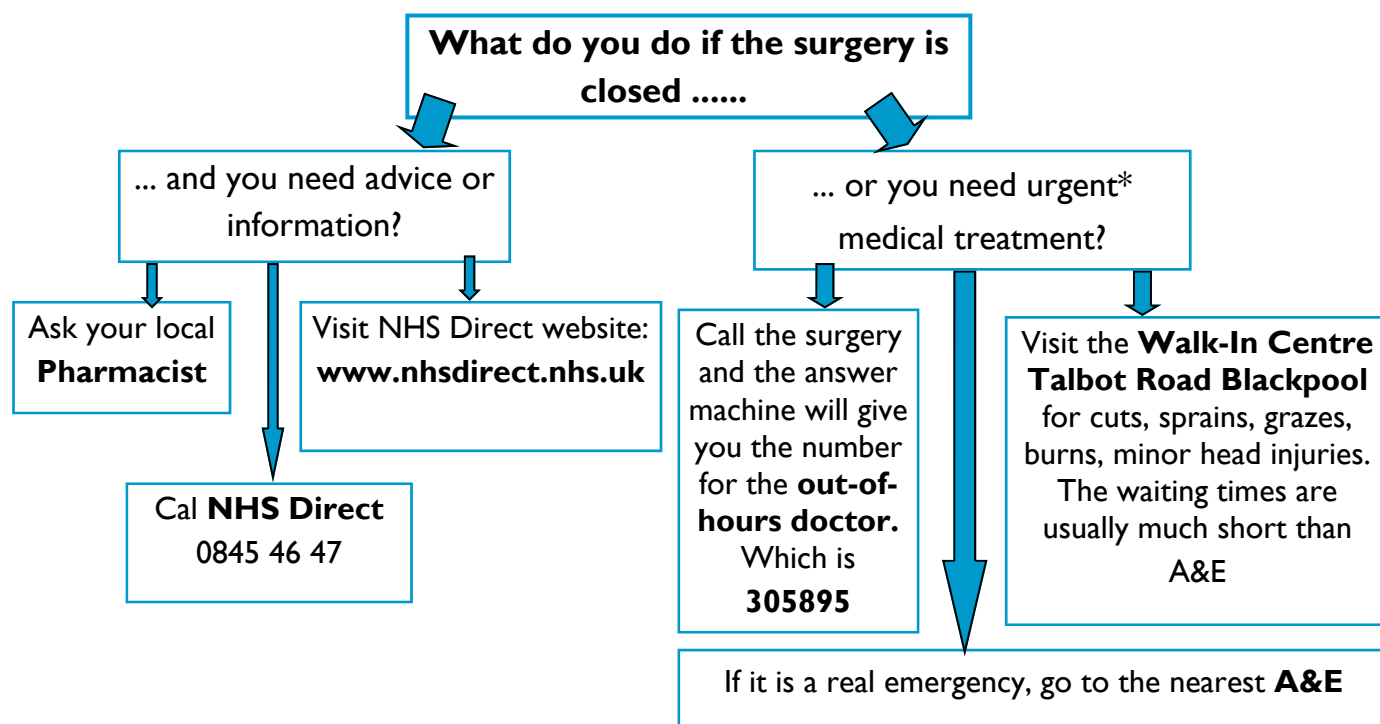 What do you do if the surgery is
closed ......
... and you need advice or
information?
... or you need urgent*
medical treatment?
Ask your local
Pharmacist
Visit NHS Direct website:
www.nhsdirect.nhs.uk
Cal NHS Direct
0845 46 47
Call the surgery
and the answer
machine will give
you the number
for the out-of-
hours doctor.
Which is
305895
Visit the Walk-In Centre
Talbot Road Blackpool
for cuts, sprains, grazes,
burns, minor head injuries.
The waiting times are
usually much short than
A&E
If it is a real emergency, go to the nearest A&E